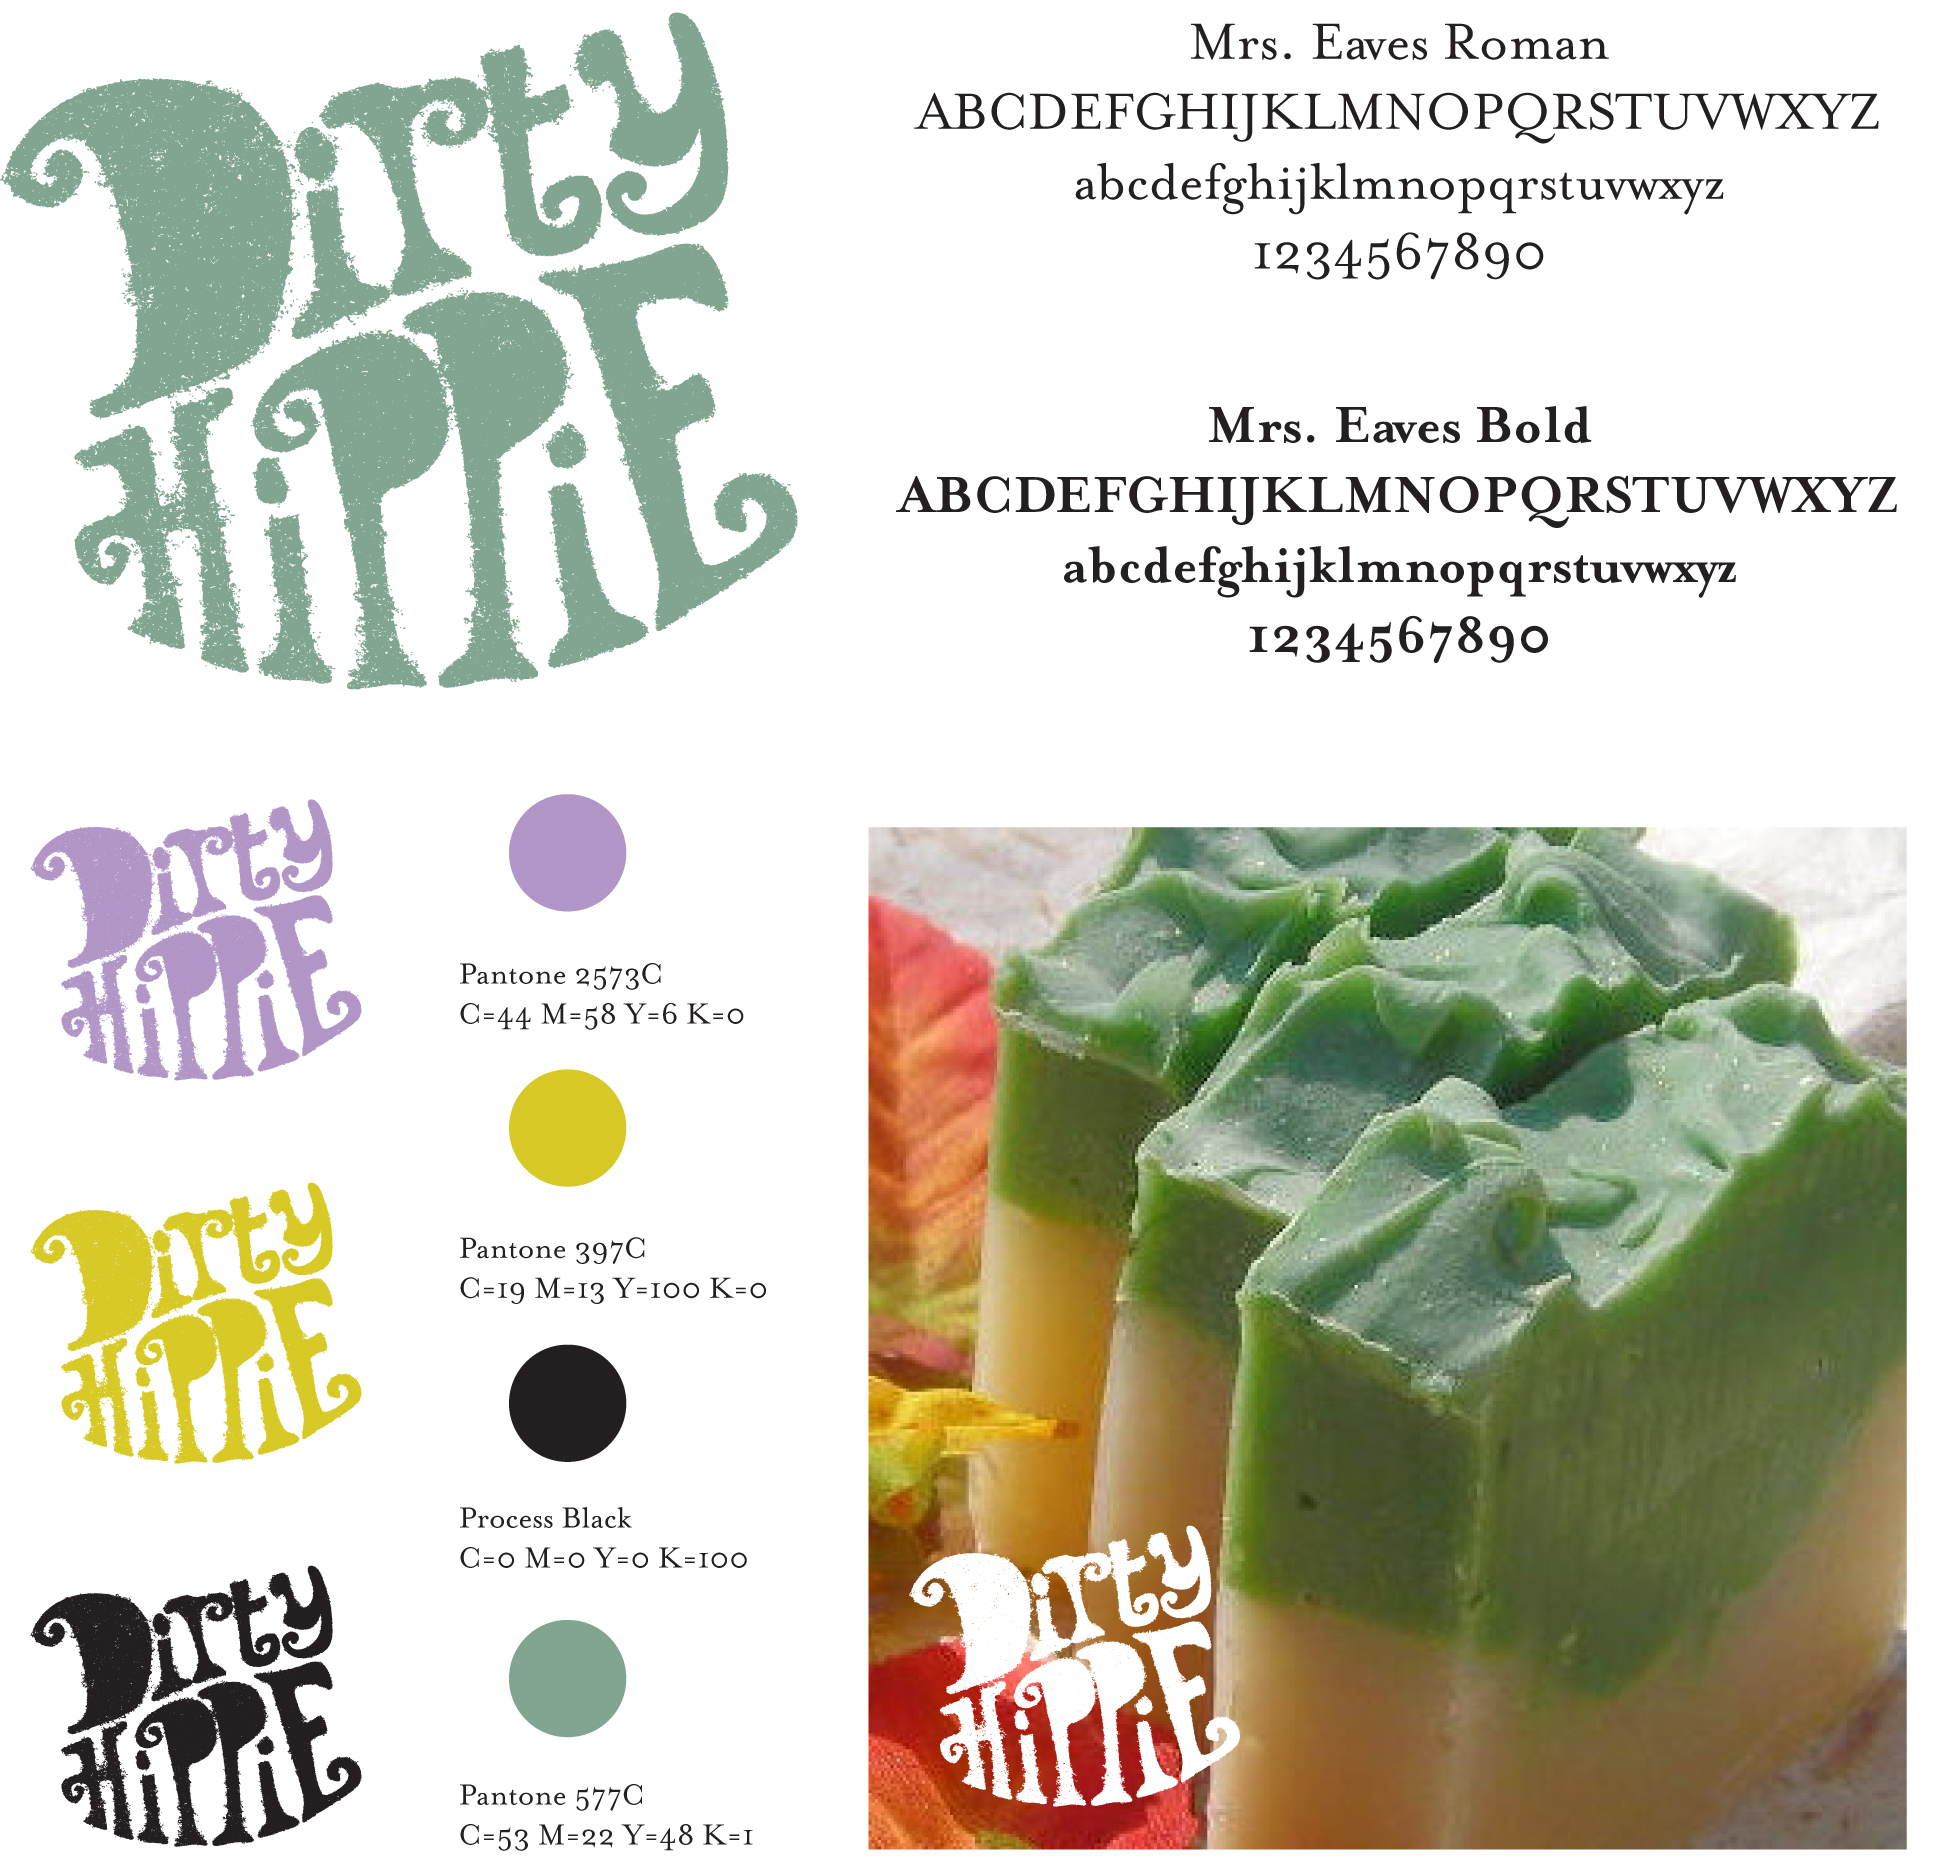 Dirty
HiPPiE
Mrs. Eaves Roman
ABCDEFGHIJKLMNOPQRSTUVWXYZ
abcdefghijklmnopqrstuvwxyz
1234567890
Mrs. Eaves Bold
ABCDEFGHIJKLMNOPQRSTUVWXYZ
abcdefghijklmnopqrstuvwxyz
1234567890
Dirty
HiPPiE
Pantone 2573C
C=44 M=58 Y=6 K=0
Dirty
HiPPiE
Pantone 397C
C=19 M=13 Y=100 K=0
Dirty
HiPPiE
Process Black
C=0 M=0 Y=0 K=100
Pantone 577C
C=53 M=22 Y=48 K=1
Dirty
HiPPiE